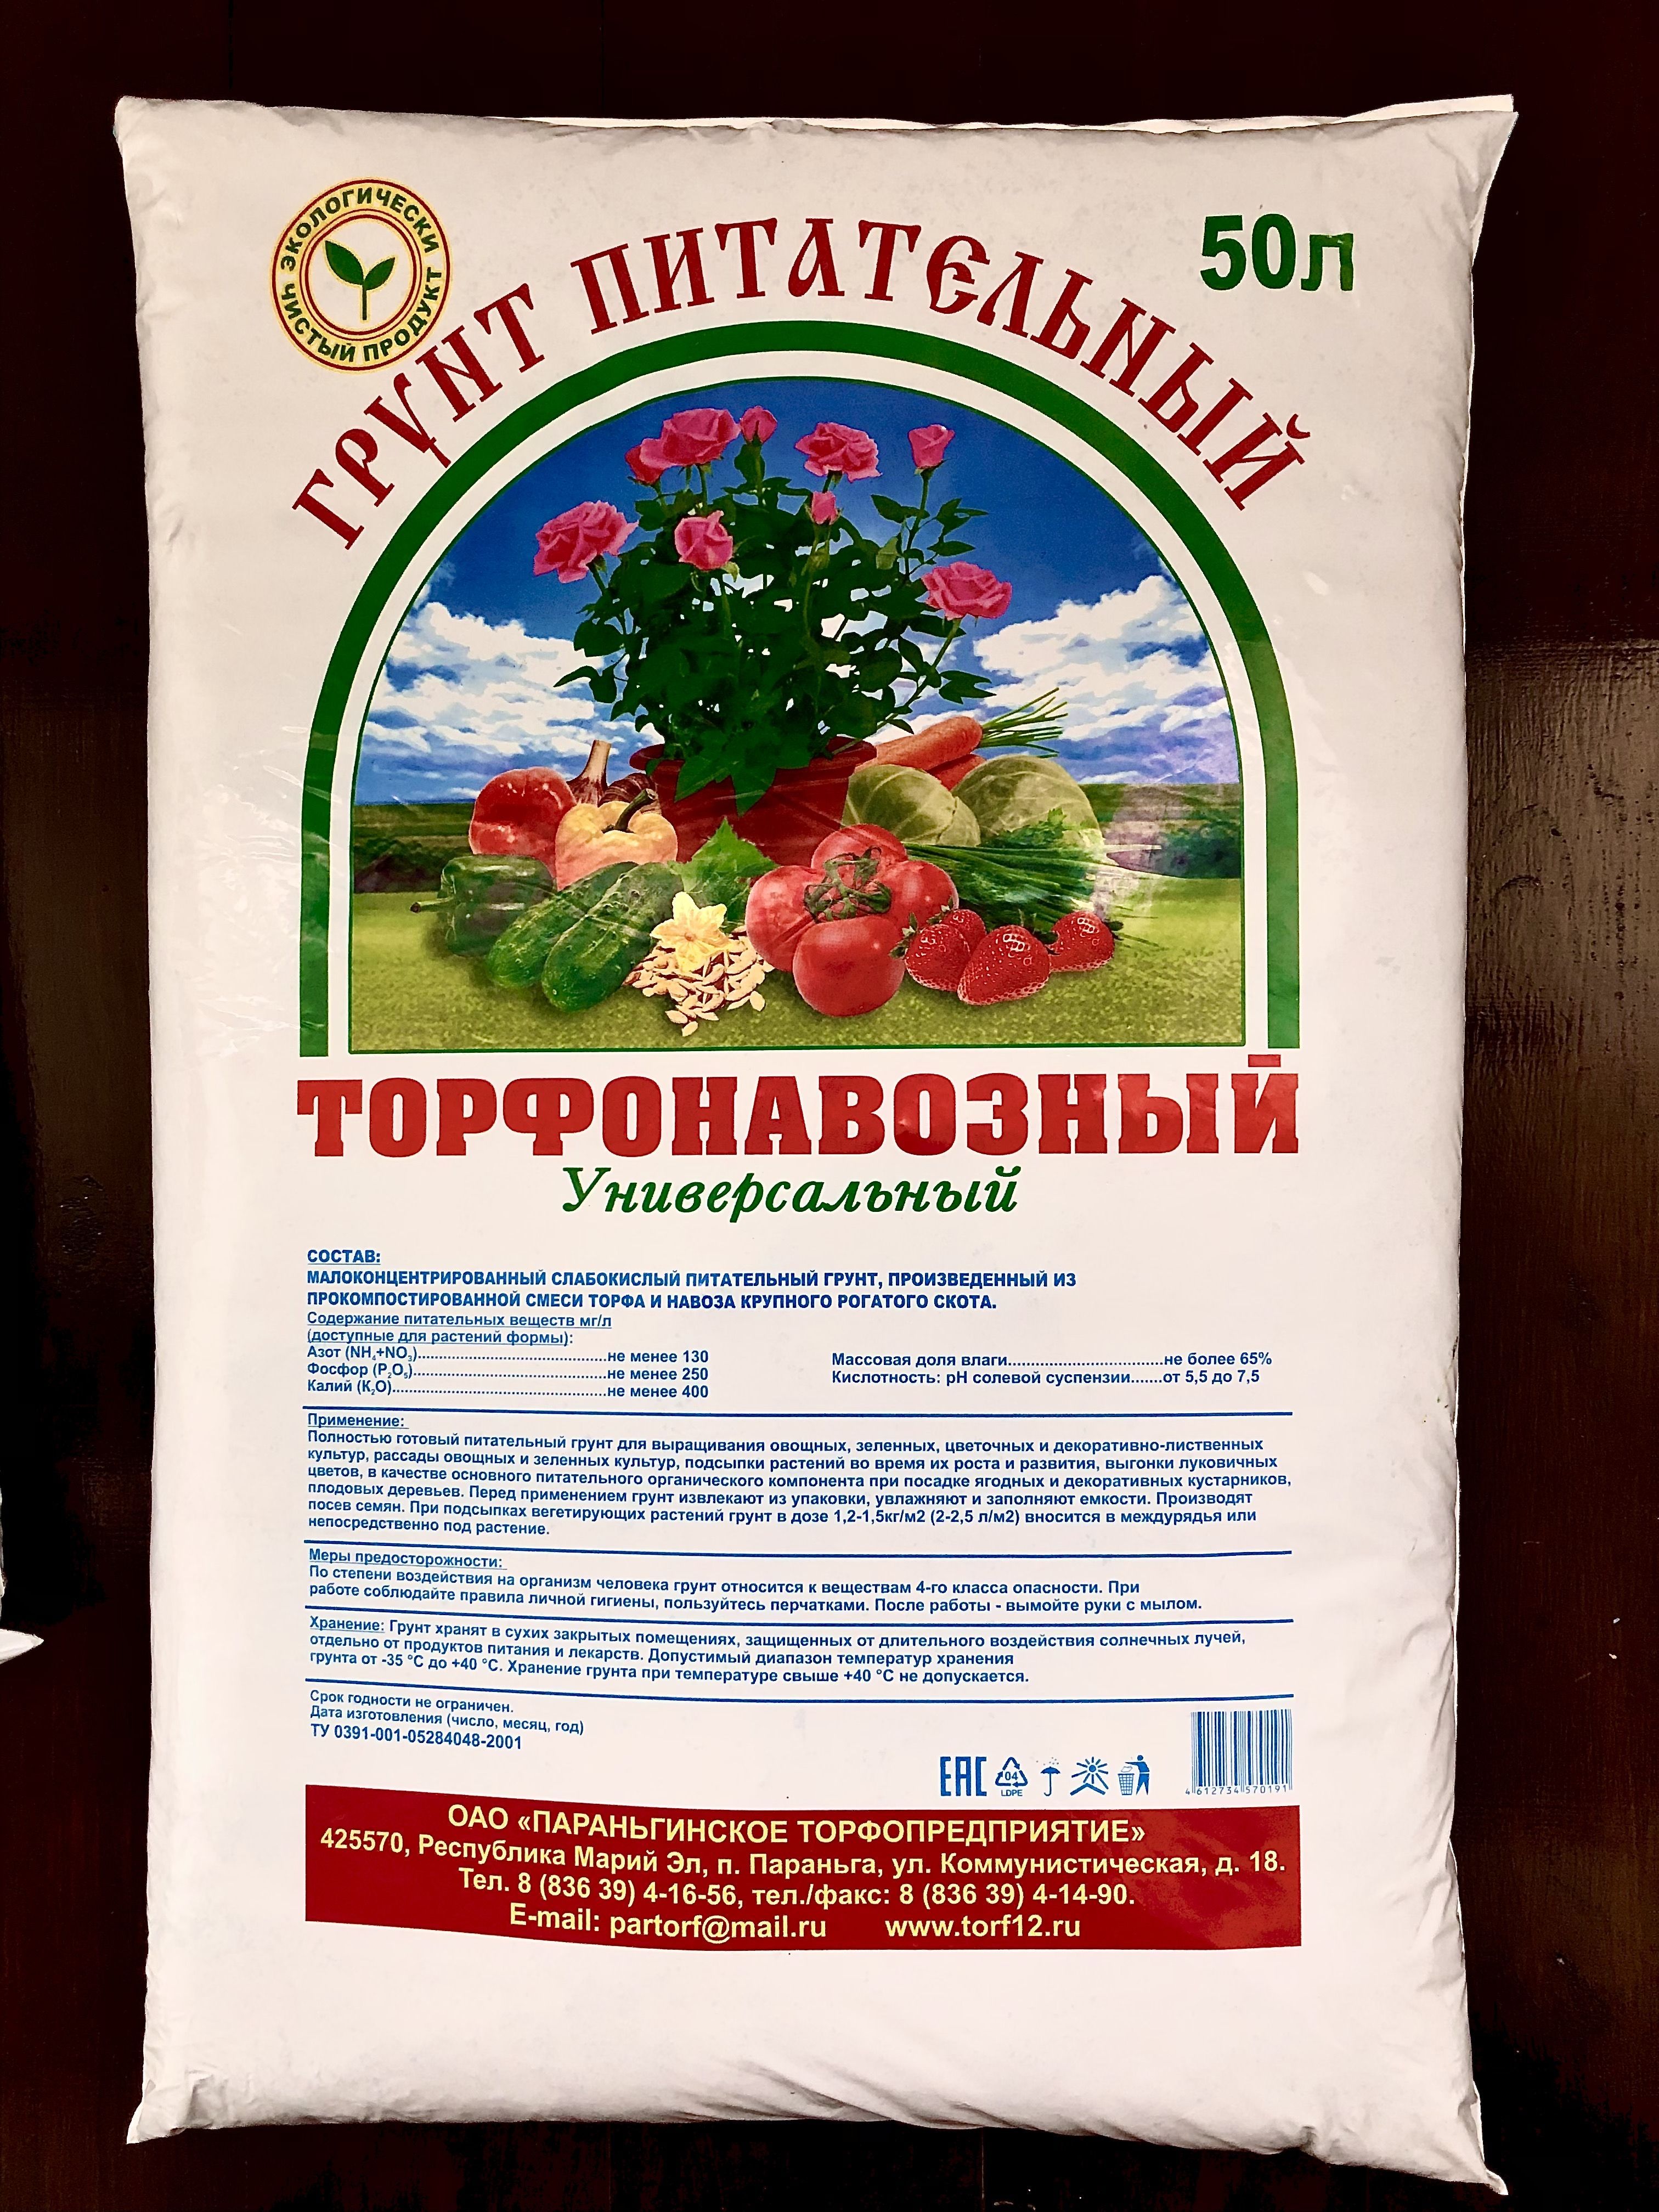 ЭКОЛОГИЧЕСКИ
ЧИСТЫЙ ПРОДУКТ
50л
ГРУНТ ПИТАТЕЛЬНЫЙ
ТОРФОНАВОЗНЫЙ
Универсальный
СОСТАВ:
МАЛОКОНЦЕНТРИРОВАННЫЙ СЛАБОКИСЛЫЙ ПИТАТЕЛЬНЫЙ ГРУНТ, ПРОИЗВЕДЕННЫЙ ИЗ
ПРОКОМПОСТИРОВАННОЙ СМЕСИ ТОРФА И НАВОЗА КРУПНОГО РОГАТОГО СКОТА.
Содержание питательных веществ мг/л
(доступные для растений формы):
Азот (NH₄+NO₃)......................................не менее 130
Фосфор (P₂O₅).......................................не менее 250
Калий (K₂O)...........................................не менее 400
Массовая доля влаги................................не более 65%
Кислотность: pH солевой суспензии.......от 5,5 до 7,5
Применение:
Полностью готовый питательный грунт для выращивания овощных, зеленных, цветочных и декоративно-лиственных
культур, рассады овощных и зеленных культур, подсыпки растений во время их роста и развития, выгонки луковичных
цветов, в качестве основного питательного органического компонента при посадке ягодных и декоративных кустарников,
плодовых деревьев. Перед применением грунт извлекают из упаковки, увлажняют и заполняют емкости. Производят
посев семян. При подсыпках вегетирующих растений грунт в дозе 1,2-1,5кг/м2 (2-2,5 л/м2) вносится в междурядья или
непосредственно под растение.
Меры предосторожности:
По степени воздействия на организм человека грунт относится к веществам 4-го класса опасности. При
работе соблюдайте правила личной гигиены, пользуйтесь перчатками. После работы - вымойте руки с мылом.
Хранение: Грунт хранят в сухих закрытых помещениях, защищенных от длительного воздействия солнечных лучей,
отдельно от продуктов питания и лекарств. Допустимый диапазон температур хранения
грунта от -35 °С до +40 °С. Хранение грунта при температуре свыше +40 °С не допускается.
Срок годности не ограничен.
Дата изготовления (число, месяц, год)
ТУ 0391-001-05284048-2001
ЕАС
04
LDPE
4 612734 570191
ОАО «ПАРАНЬГИНСКОЕ ТОРФОПРЕДПРИЯТИЕ»
425570, Республика Марий Эл, п. Параньга, ул. Коммунистическая, д. 18.
Тел. 8 (836 39) 4-16-56, тел./факс: 8 (836 39) 4-14-90.
E-mail: partorf@mail.ru www.torf12.ru